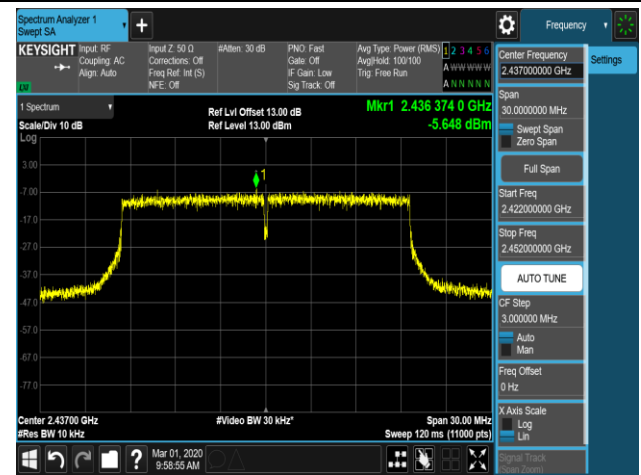 Spectrum Analyzer 1
Swept SA
Frequency
KEYSIGHT
Input: RF
Coupling: AC
Align: Auto
Input Z: 50 Ω
Corrections: Off
Freq Ref: Int (S)
NFE: Off
#Atten: 30 dB
PNO: Fast
Gate: Off
IF Gain: Low
Sig Track: Off
Avg Type: Power (RMS)
Avg|Hold: 100/100
Trig: Free Run
1 2 3 4 5 6
A W W W W W
A N N N N N
1 Spectrum
Scale/Div 10 dB
Log
Ref Lvl Offset 13.00 dB
Ref Level 13.00 dBm
Mkr1 2.436 374 0 GHz
-5.648 dBm
1
3.00
-7.00
-17.0
-27.0
-37.0
-47.0
-57.0
-67.0
-77.0
Center 2.43700 GHz
#Res BW 10 kHz
#Video BW 30 kHz*
Span 30.00 MHz
Sweep 120 ms (11000 pts)
Center Frequency
2.437000000 GHz
Settings
Span
30.0000000 MHz
Swept Span
Zero Span
Full Span
Start Freq
2.422000000 GHz
Stop Freq
2.452000000 GHz
AUTO TUNE
CF Step
3.000000 MHz
Auto
Man
Freq Offset
0 Hz
X Axis Scale
Log
Lin
Signal Track
(Span Zoom)
?
Mar 01, 2020
9:58:55 AM